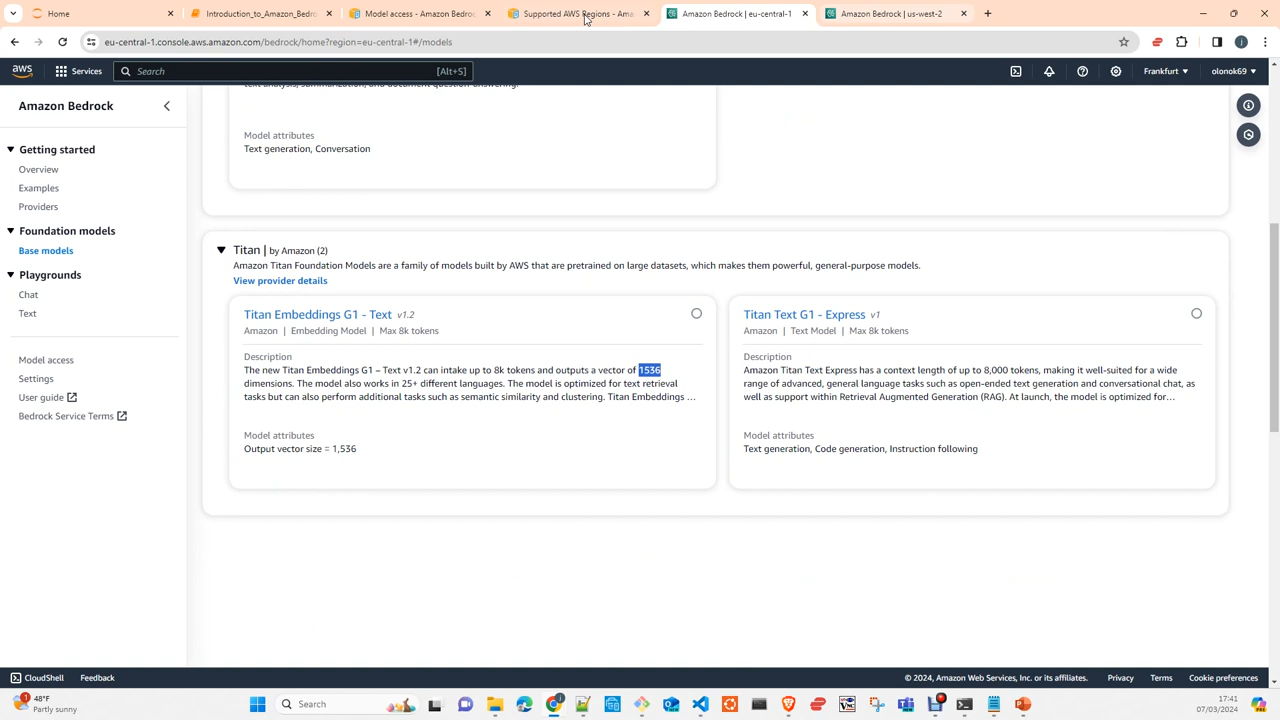 Home
Introduction_to_Amazon_Bedr
Model access - Amazon Bedroc
Supported AWS Regions - Ama
Amazon Bedrock | eu-central-1
Amazon Bedrock | us-west-2
eu-central-1.console.aws.amazon.com/bedrock/home?region=eu-central-1#/models
aws
Services
Search
[Alt+S]
Frankfurt
olonok69
Amazon Bedrock
Getting started
Overview
Examples
Providers
Foundation models
Base models
Playgrounds
Chat
Text
Model access
Settings
User guide
Bedrock Service Terms
text analysis, summarization, and document question-answering.
Model attributes
Text generation, Conversation
Titan | by Amazon (2)
Amazon Titan Foundation Models are a family of models built by AWS that are pretrained on large datasets, which makes them powerful, general-purpose models.
View provider details
Titan Embeddings G1 - Text v1.2
Amazon | Embedding Model | Max 8k tokens
Description
The new Titan Embeddings G1 – Text v1.2 can intake up to 8k tokens and outputs a vector of 1536
dimensions. The model also works in 25+ different languages. The model is optimized for text retrieval
tasks but can also perform additional tasks such as semantic similarity and clustering. Titan Embeddings ...
Model attributes
Output vector size = 1,536
Titan Text G1 - Express v1
Amazon | Text Model | Max 8k tokens
Description
Amazon Titan Text Express has a context length of up to 8,000 tokens, making it well-suited for a wide
range of advanced, general language tasks such as open-ended text generation and conversational chat, as
well as support within Retrieval Augmented Generation (RAG). At launch, the model is optimized for...
Model attributes
Text generation, Code generation, Instruction following
CloudShell
Feedback
© 2024, Amazon Web Services, Inc. or its affiliates.
Privacy
Terms
Cookie preferences
48°F
Partly sunny
Search
17:41
07/03/2024